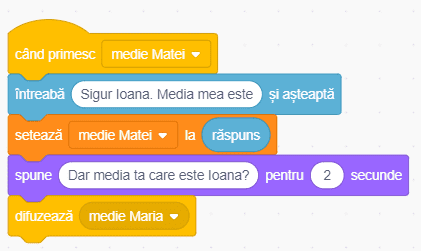 când primesc medie Matei
întreabă Sigur Ioana. Media mea este și așteaptă
setează medie Matei la răspuns
spune Dar media ta care este Ioana? pentru 2 secunde
difuzează medie Maria